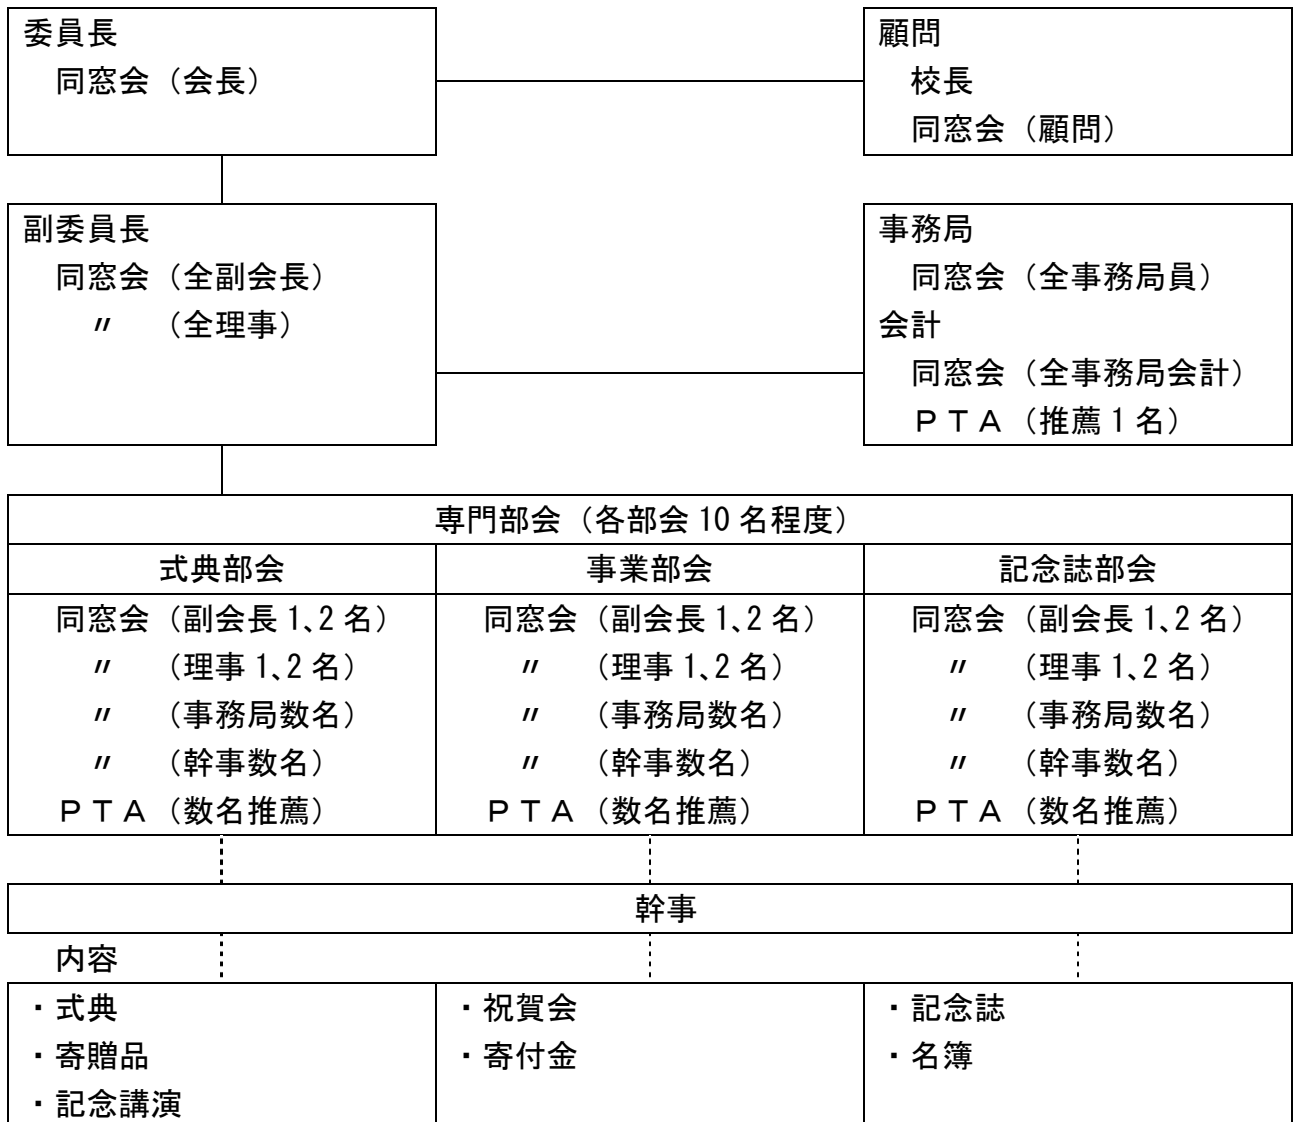 委員長
同窓会（会長）
顧問
校長
同窓会（顧問）
副委員長
同窓会（全副会長）
〃　（全理事）
事務局
同窓会（全事務局員）
会計
同窓会（全事務局会計）
ＰＴＡ（推薦1名）
専門部会（各部会10名程度）
式典部会
同窓会（副会長1、2名）
〃　（理事1、2名）
〃　（事務局数名）
〃　（幹事数名）
ＰＴＡ（数名推薦）
事業部会
同窓会（副会長1、2名）
〃　（理事1、2名）
〃　（事務局数名）
〃　（幹事数名）
ＰＴＡ（数名推薦）
記念誌部会
同窓会（副会長1、2名）
〃　（理事1、2名）
〃　（事務局数名）
〃　（幹事数名）
ＰＴＡ（数名推薦）
幹事
内容
・式典
・寄贈品
・記念講演
・祝賀会
・寄付金
・記念誌
・名簿